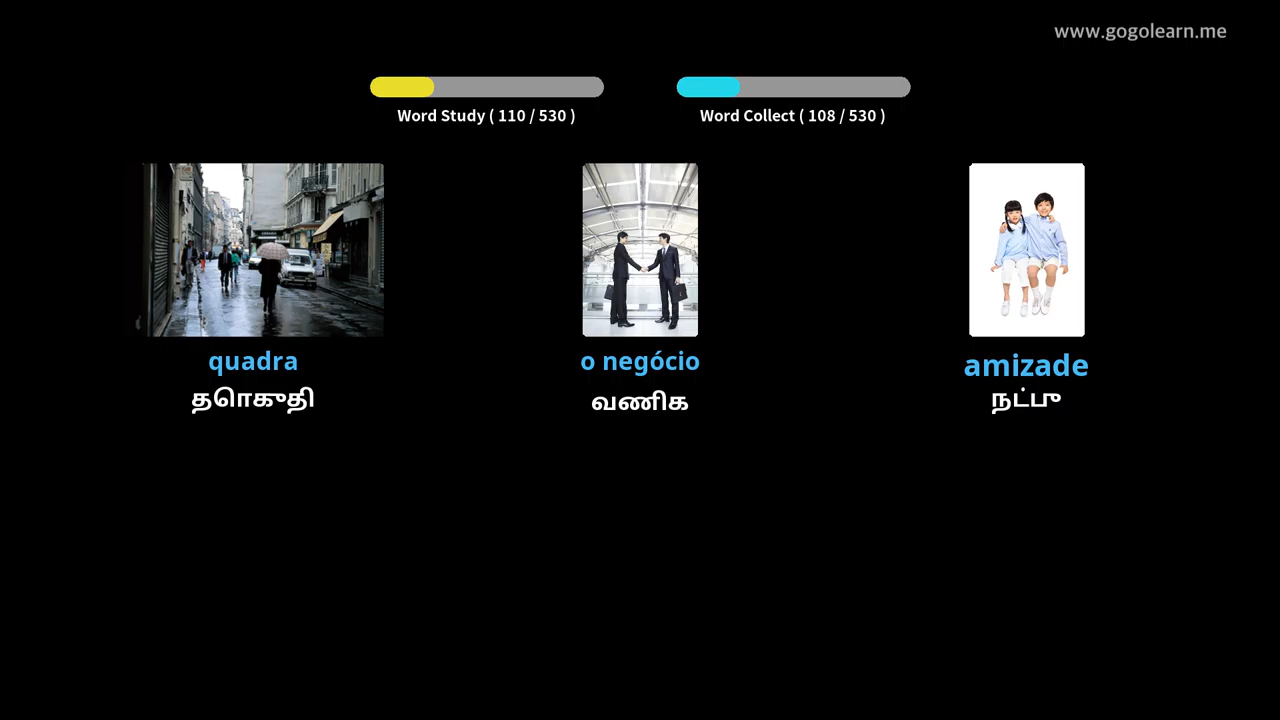 www.gogolearn.me
Word Study ( 110 / 530 )
Word Collect ( 108 / 530 )
quadra
o negócio
amizade
தொகுதி
வணிக
நட்பு